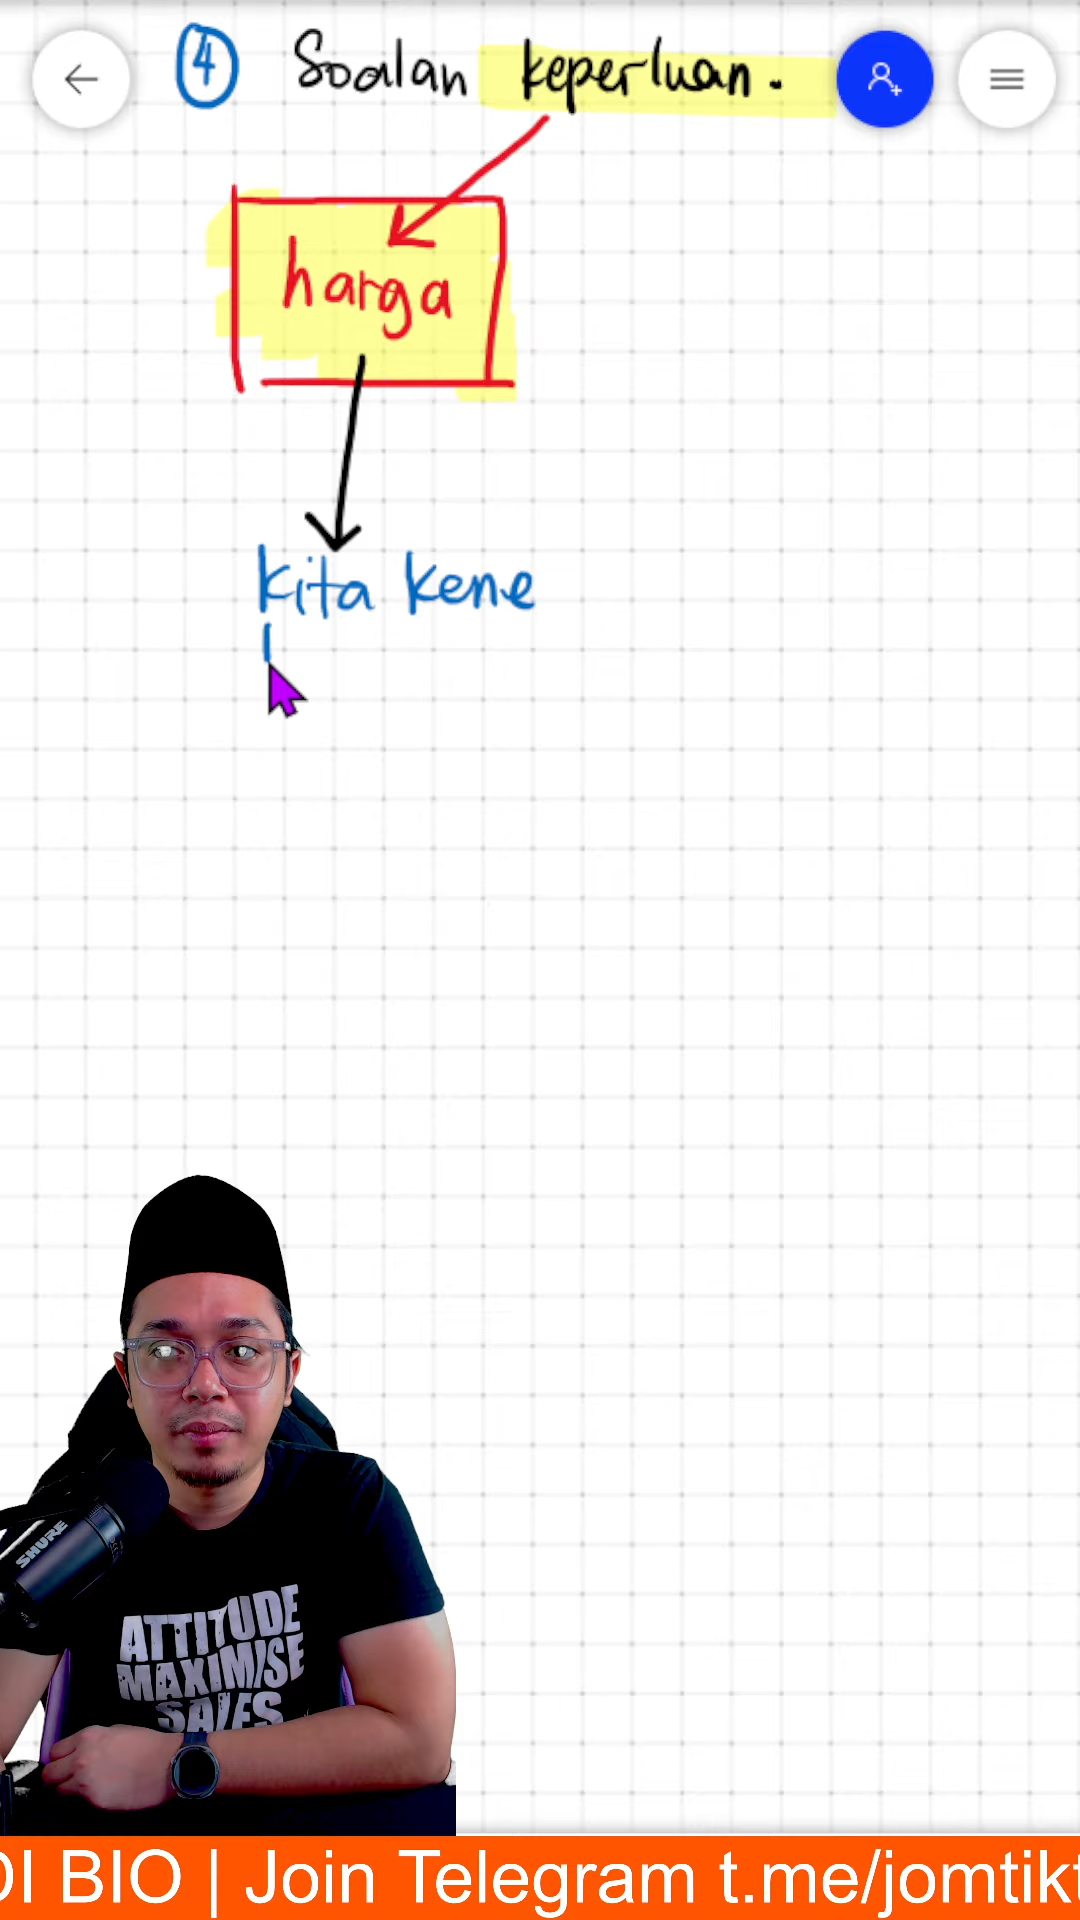 4 Soalan keperluan.
harga
kita kene
SHURE
ATTITUDE
MAXIMISE
SALES
DI BIO | Join Telegram t.me/jomtikt